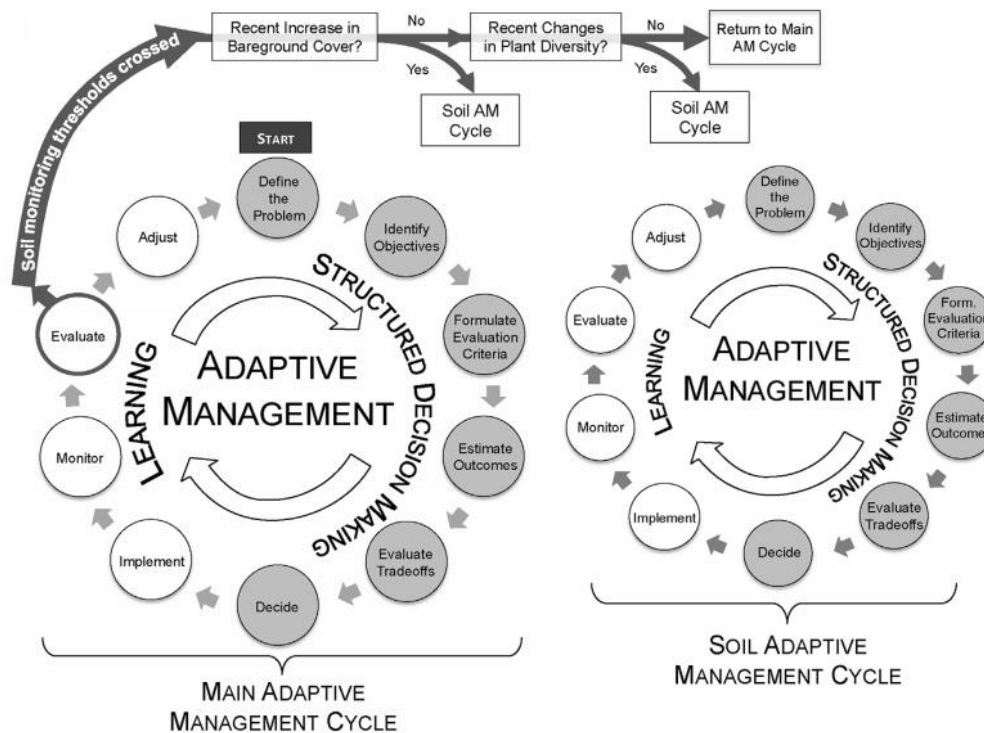 Recent Increase in
Bareground Cover?
No
Yes
Recent Changes
in Plant Diversity?
No
Yes
Return to Main
AM Cycle
Soil AM
Cycle
Soil AM
Cycle
Soil monitoring thresholds crossed
START
Define
the
Problem
Identify
Objectives
Formulate
Evaluation
Criteria
Estimate
Outcomes
Evaluate
Tradeoffs
Decide
Implement
Monitor
Evaluate
Adjust
STRUCTURED DECISION MAKING
LEARNING
ADAPTIVE
MANAGEMENT
MAIN ADAPTIVE
MANAGEMENT CYCLE
Define
the
Problem
Identify
Objectives
Form.
Evaluation
Criteria
Estimate
Outcomes
Evaluate
Tradeoffs
Decide
Implement
Monitor
Evaluate
Adjust
STRUCTURED DECISION MAKING
LEARNING
ADAPTIVE
MANAGEMENT
SOIL ADAPTIVE
MANAGEMENT CYCLE